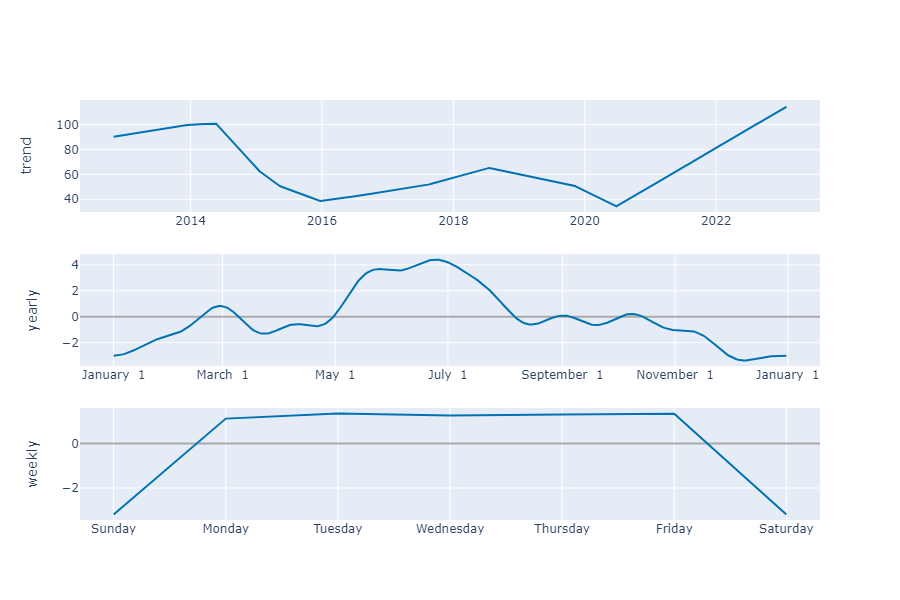 trend
100
80
60
40
2014 2016 2018 2020 2022
yearly
4
2
0
−2
January 1 March 1 May 1 July 1 September 1 November 1 January 1
weekly
0
−2
Sunday Monday Tuesday Wednesday Thursday Friday Saturday